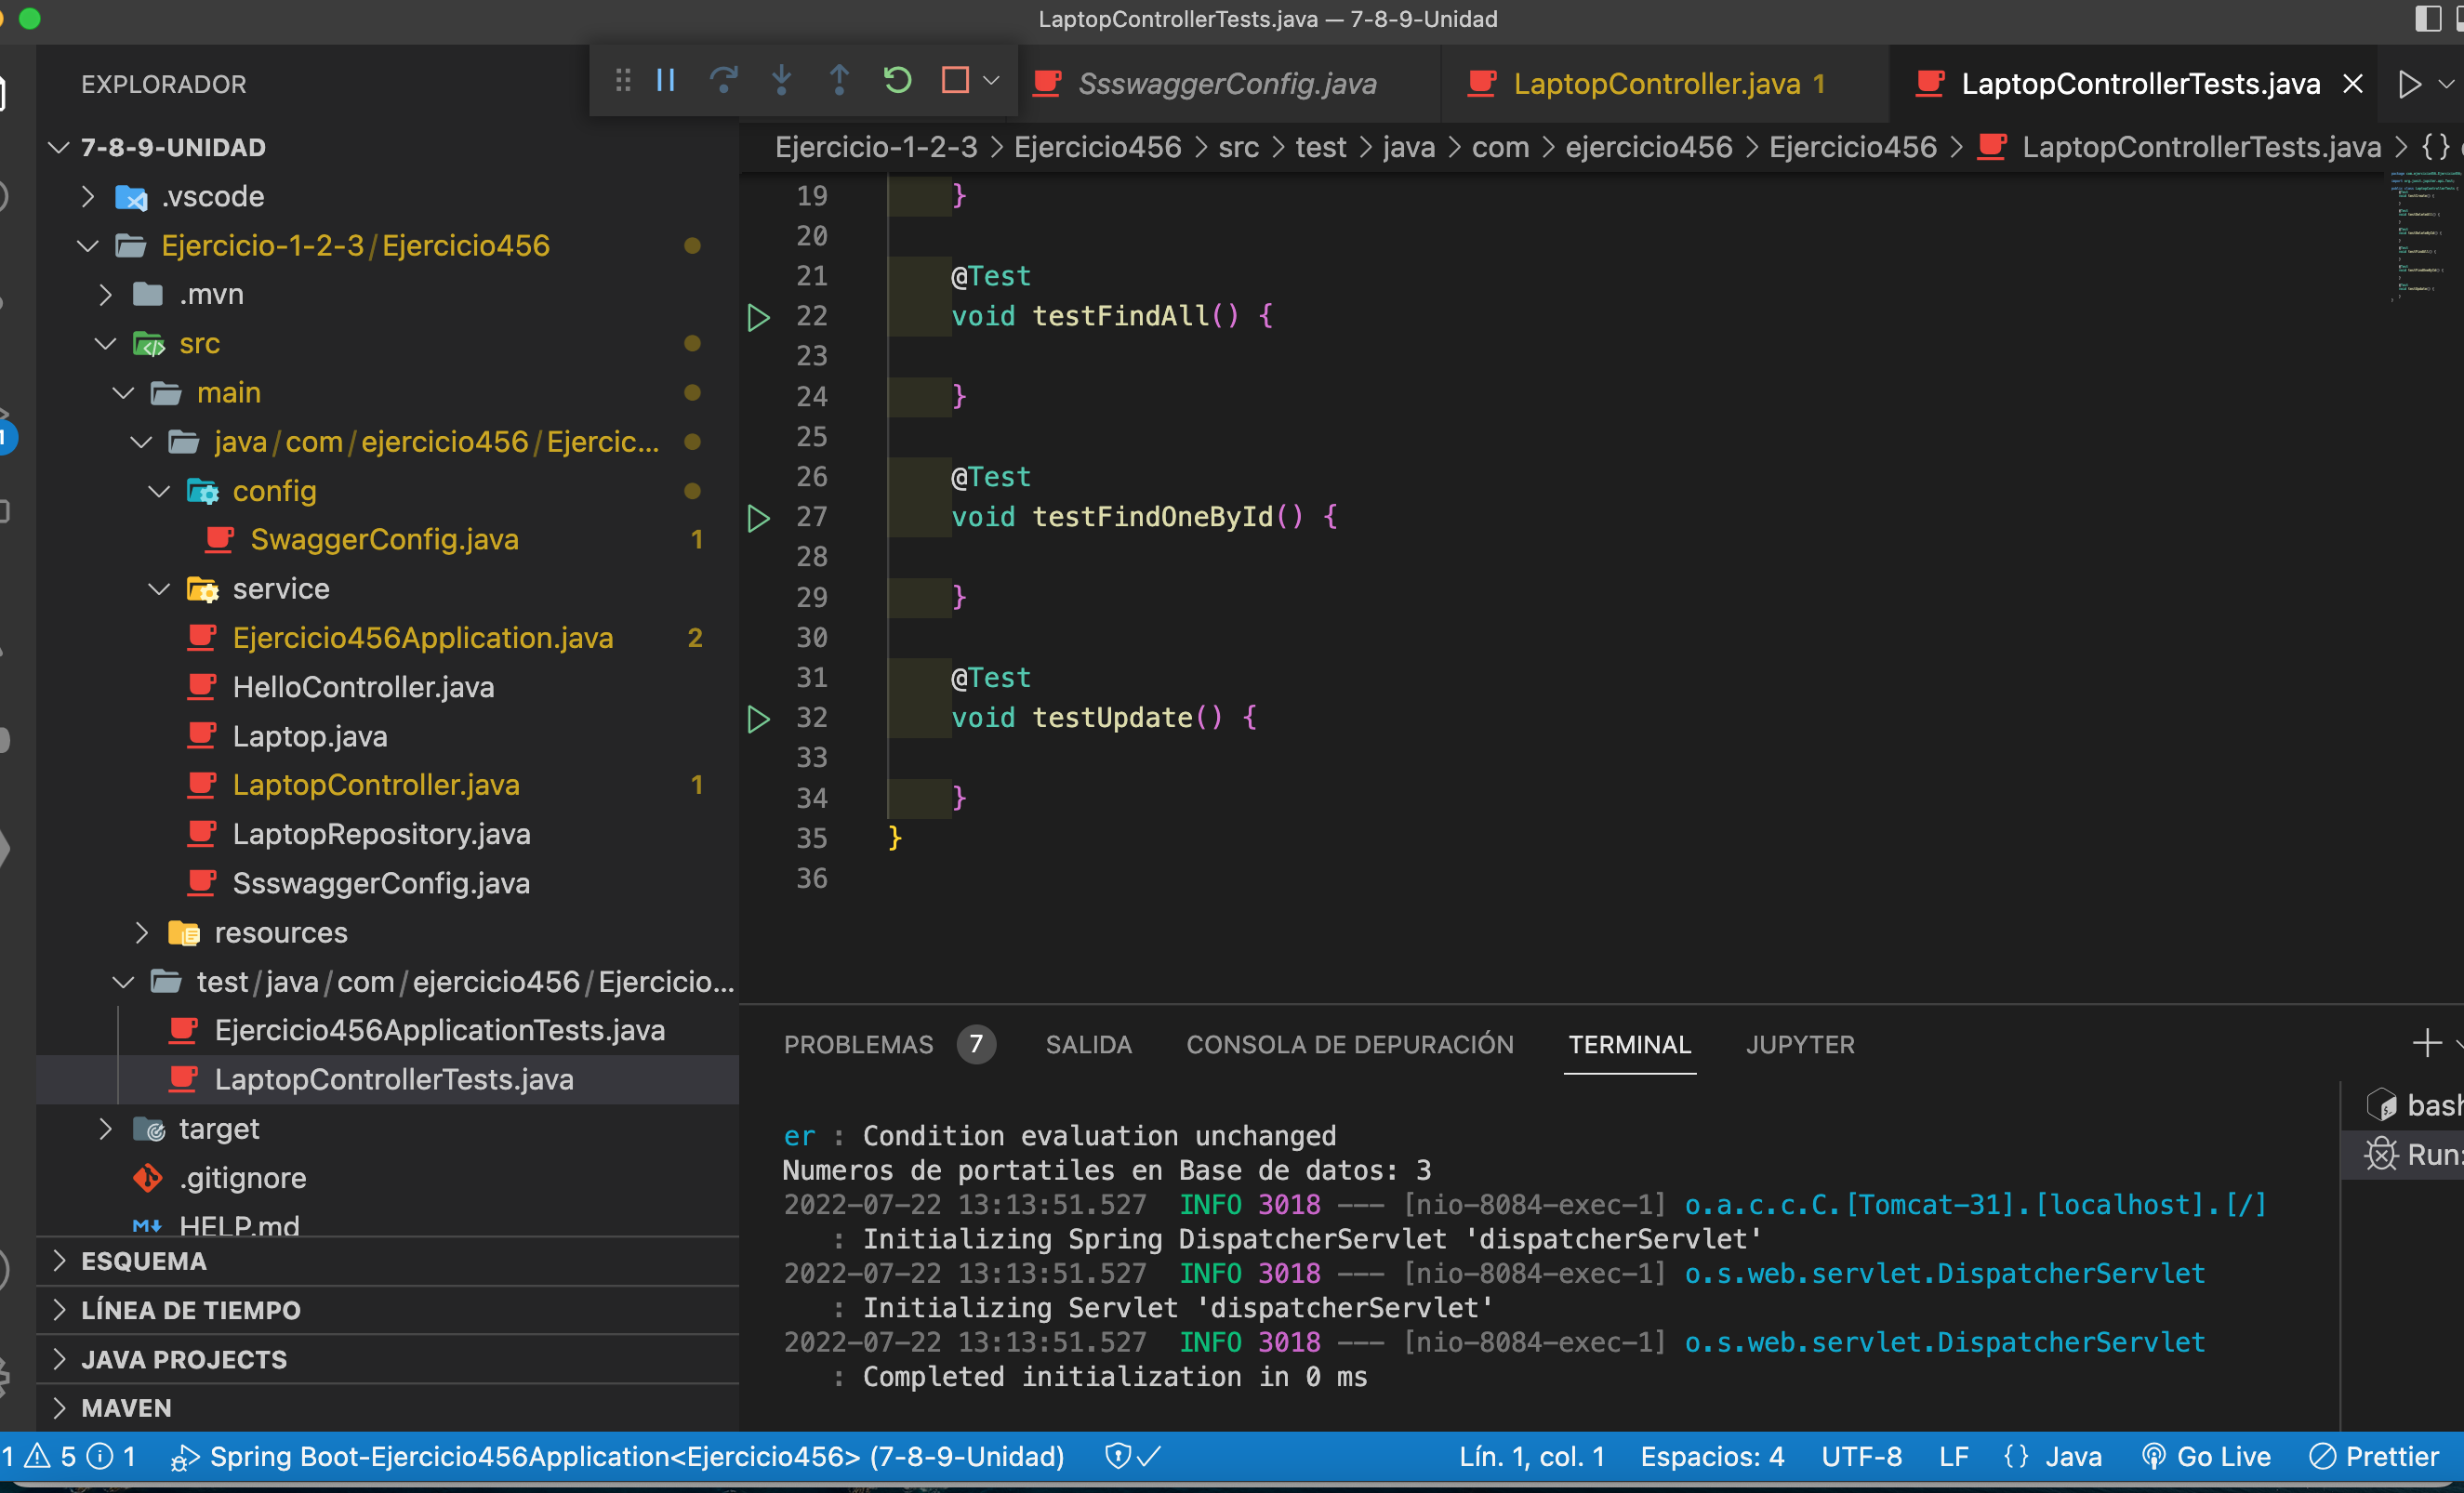 LaptopControllerTests.java — 7-8-9-Unidad
EXPLORADOR
7-8-9-UNIDAD
.vscode
Ejercicio-1-2-3/Ejercicio456
.mvn
src
main
java/com/ejercicio456/Ejercic...
config
SwaggerConfig.java 1
service
Ejercicio456Application.java 2
HelloController.java
Laptop.java
LaptopController.java 1
LaptopRepository.java
SsswaggerConfig.java
resources
test/java/com/ejercicio456/Ejercicio...
Ejercicio456ApplicationTests.java
LaptopControllerTests.java
target
.gitignore
HELP.md
ESQUEMA
LÍNEA DE TIEMPO
JAVA PROJECTS
MAVEN
SsswaggerConfig.java LaptopController.java 1 LaptopControllerTests.java
Ejercicio-1-2-3 > Ejercicio456 > src > test > java > com > ejercicio456 > Ejercicio456 > LaptopControllerTests.java > {}
19 }
20
21 @Test
22 void testFindAll() {
23
24 }
25
26 @Test
27 void testFindOneById() {
28
29 }
30
31 @Test
32 void testUpdate() {
33
34 }
35 }
36
PROBLEMAS 7 SALIDA CONSOLA DE DEPURACIÓN TERMINAL JUPYTER
er : Condition evaluation unchanged
Numeros de portatiles en Base de datos: 3
2022-07-22 13:13:51.527 INFO 3018 --- [nio-8084-exec-1] o.a.c.c.C.[Tomcat-31].[localhost].[/]
: Initializing Spring DispatcherServlet 'dispatcherServlet'
2022-07-22 13:13:51.527 INFO 3018 --- [nio-8084-exec-1] o.s.web.servlet.DispatcherServlet
: Initializing Servlet 'dispatcherServlet'
2022-07-22 13:13:51.527 INFO 3018 --- [nio-8084-exec-1] o.s.web.servlet.DispatcherServlet
: Completed initialization in 0 ms
bash
Run:
1 5 1 Spring Boot-Ejercicio456Application<Ejercicio456> (7-8-9-Unidad) Lín. 1, col. 1 Espacios: 4 UTF-8 LF {} Java Go Live Prettier